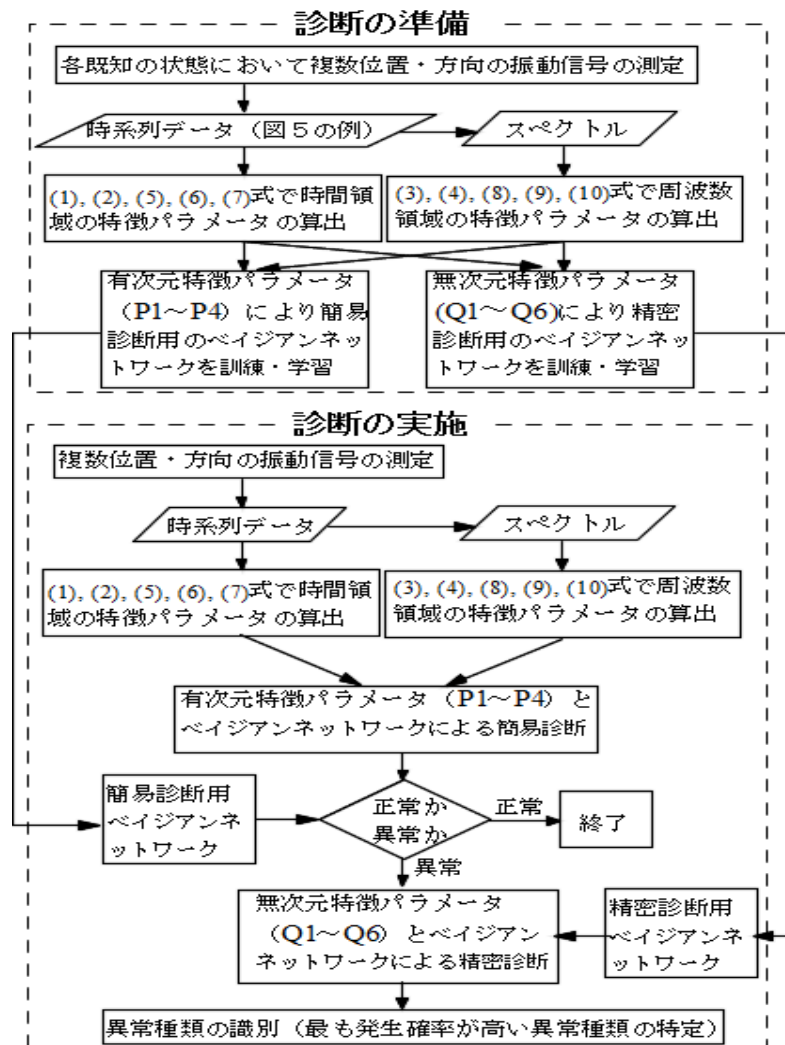 診断の準備
各既知の状態において複数位置・方向の振動信号の測定
時系列データ（図５の例）
スペクトル
(1), (2), (5), (6), (7)式で時間領
域の特徴パラメータの算出
(3), (4), (8), (9), (10)式で周波数
領域の特徴パラメータの算出
有次元特徴パラメータ
（P1～P4）により簡易
診断用のベイジアンネッ
トワークを訓練・学習
無次元特徴パラメータ
(Q1～Q6)により精密
診断用のベイジアンネッ
トワークを訓練・学習
診断の実施
複数位置・方向の振動信号の測定
時系列データ
スペクトル
(1), (2), (5), (6), (7)式で時間領
域の特徴パラメータの算出
(3), (4), (8), (9), (10)式で周波数
領域の特徴パラメータの算出
有次元特徴パラメータ（P1～P4）と
ベイジアンネットワークによる簡易診断
簡易診断用
ベイジアンネ
ットワーク
正常か
異常か
正常
終了
異常
無次元特徴パラメータ
（Q1～Q6）とベイジアン
ネットワークによる精密診断
精密診断用
ベイジアンネ
ットワーク
異常種類の識別（最も発生確率が高い異常種類の特定）